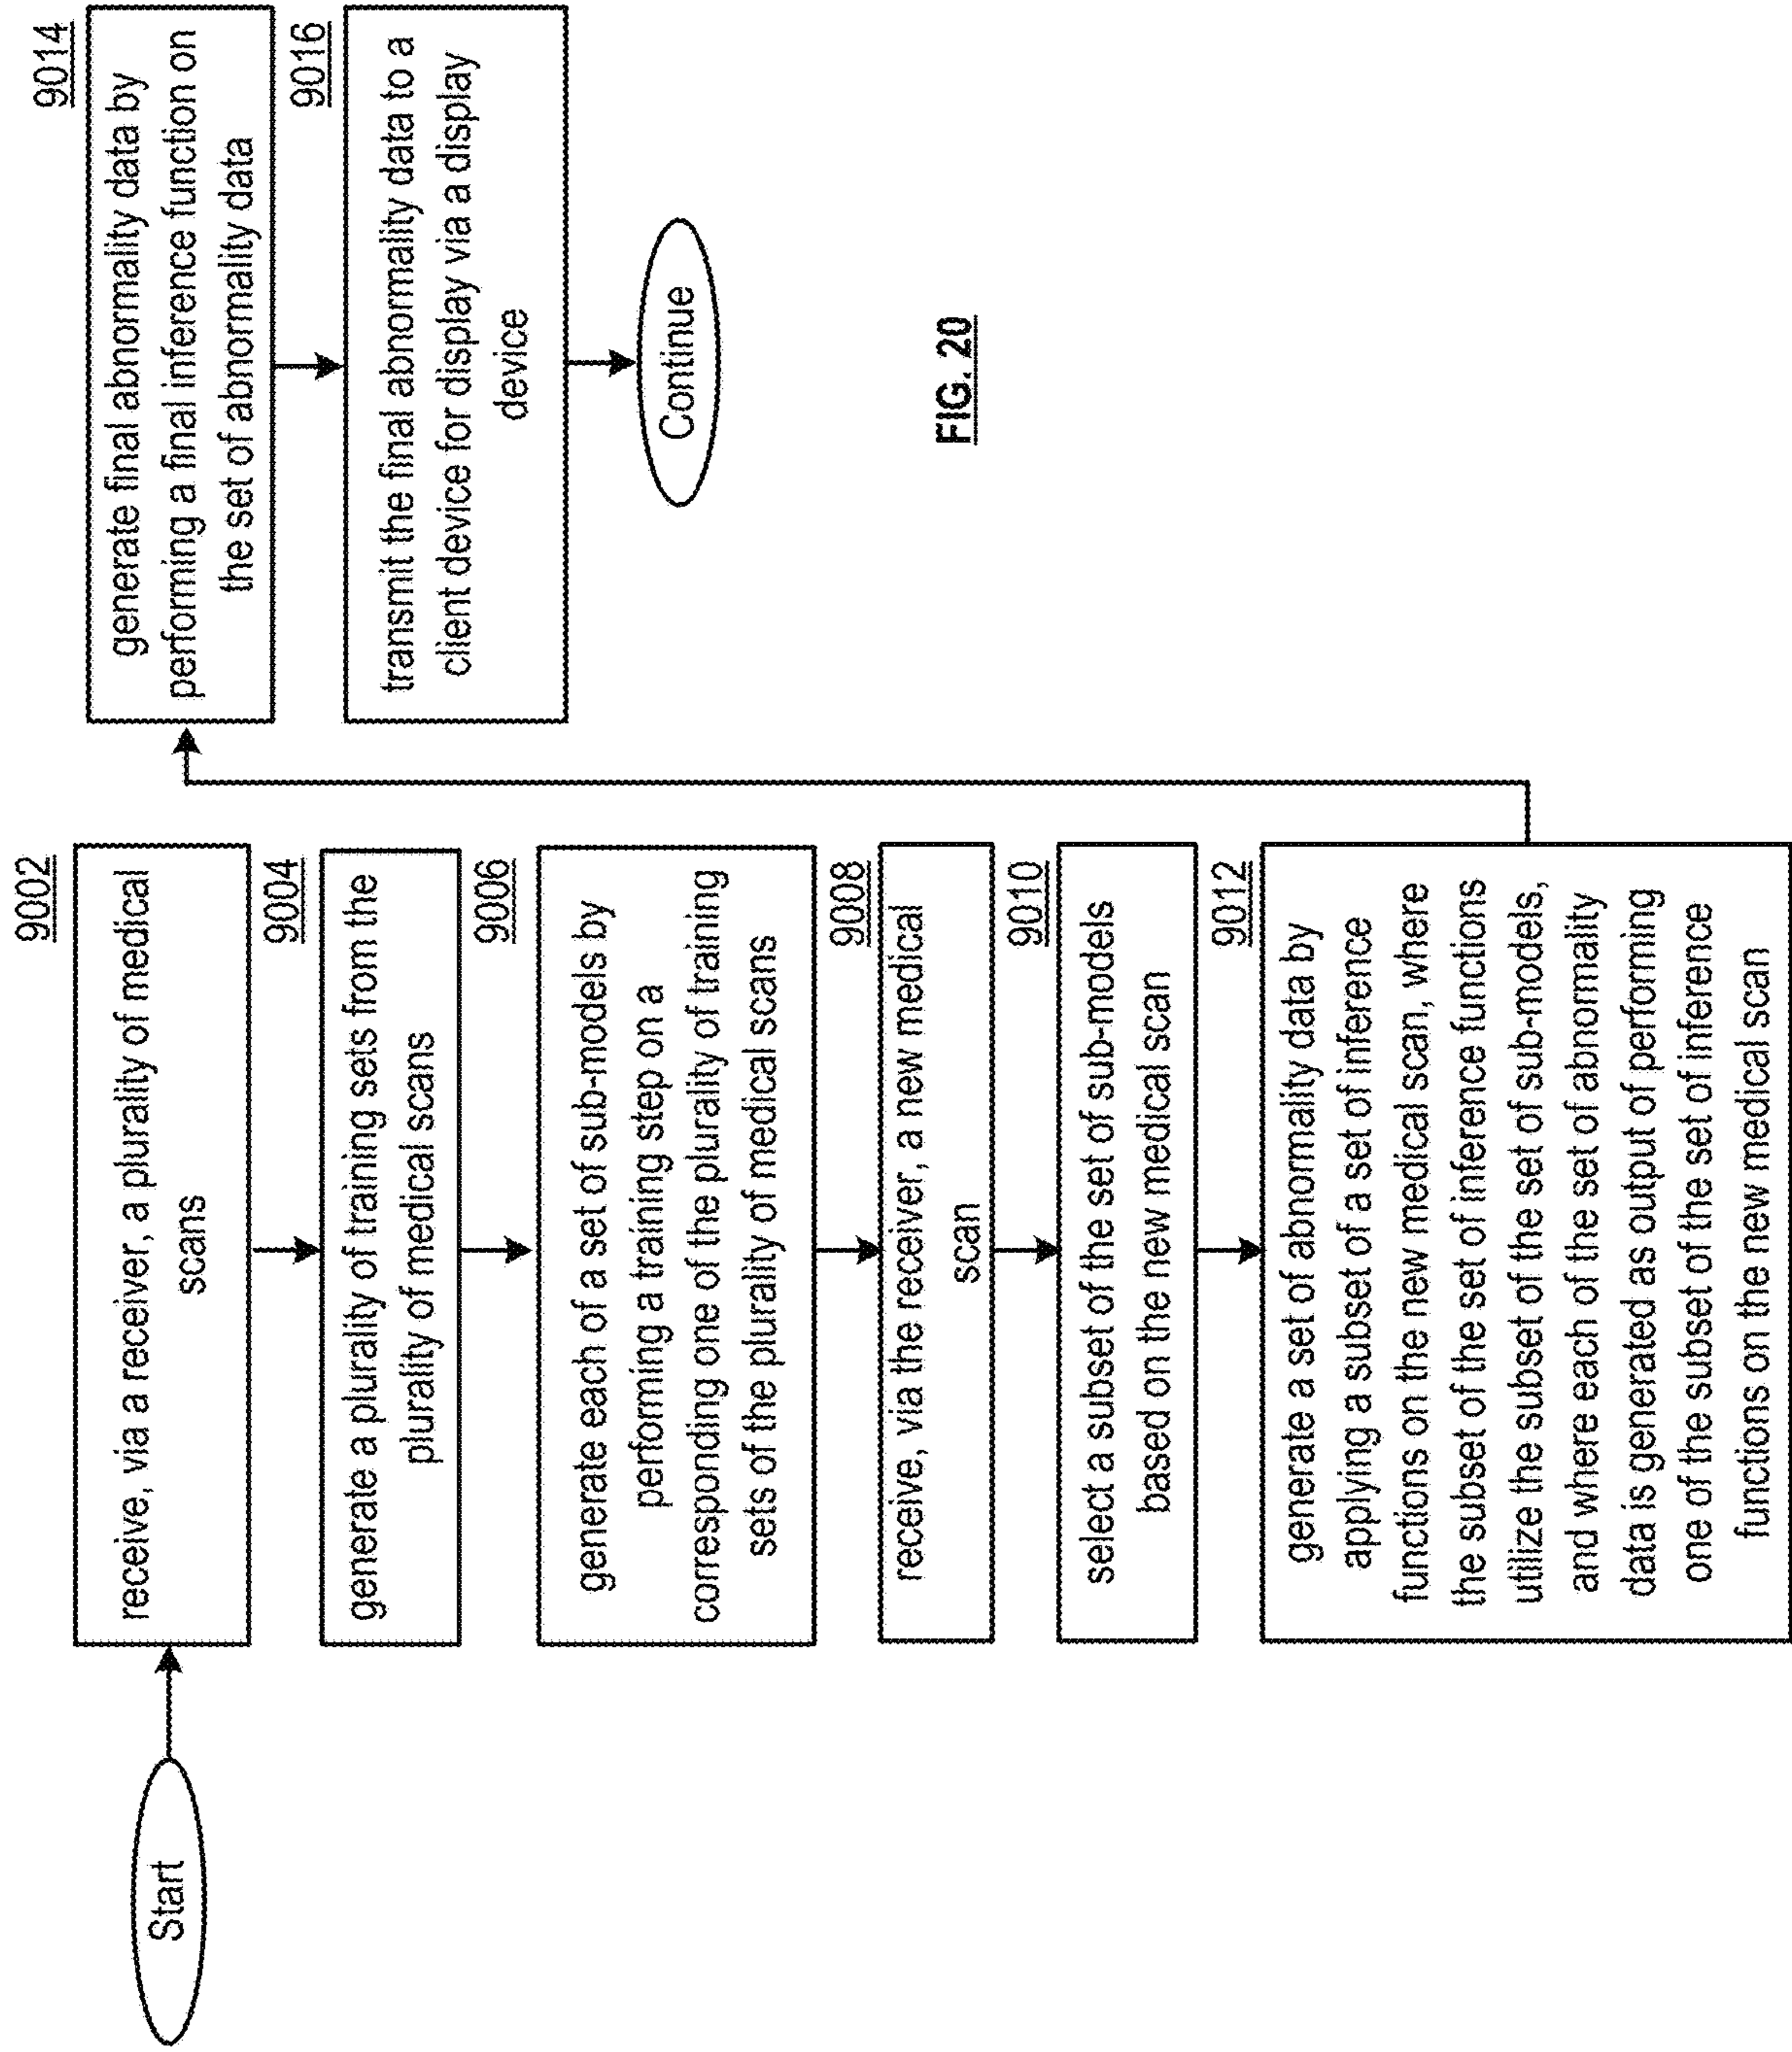 Start
9002
receive, via a receiver, a plurality of medical
scans
9004
generate a plurality of training sets from the
plurality of medical scans
9006
generate each of a set of sub-models by
performing a training step on a
corresponding one of the plurality of training
sets of the plurality of medical scans
9008
receive, via the receiver, a new medical
scan
9010
select a subset of the set of sub-models
based on the new medical scan
9012
generate a set of abnormality data by
applying a subset of a set of inference
functions on the new medical scan, where
the subset of the set of inference functions
utilize the subset of the set of sub-models,
and where each of the set of abnormality
data is generated as output of performing
one of the subset of the set of inference
functions on the new medical scan
9014
generate final abnormality data by
performing a final inference function on
the set of abnormality data
9016
transmit the final abnormality data to a
client device for display via a display
device
Continue
FIG. 20